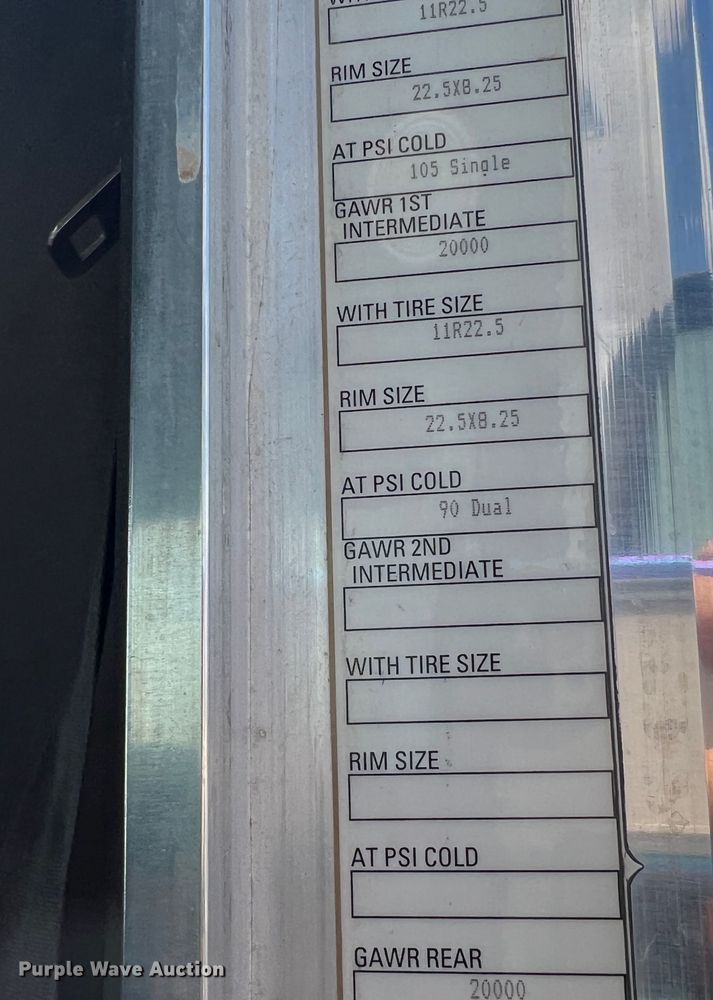 11R22.5
RIM SIZE
22.5X8.25
AT PSI COLD
105 Single
GAWR 1ST
INTERMEDIATE
20000
WITH TIRE SIZE
11R22.5
RIM SIZE
22.5X8.25
AT PSI COLD
90 Dual
GAWR 2ND
INTERMEDIATE
WITH TIRE SIZE
RIM SIZE
AT PSI COLD
GAWR REAR
20000
Purple Wave Auction